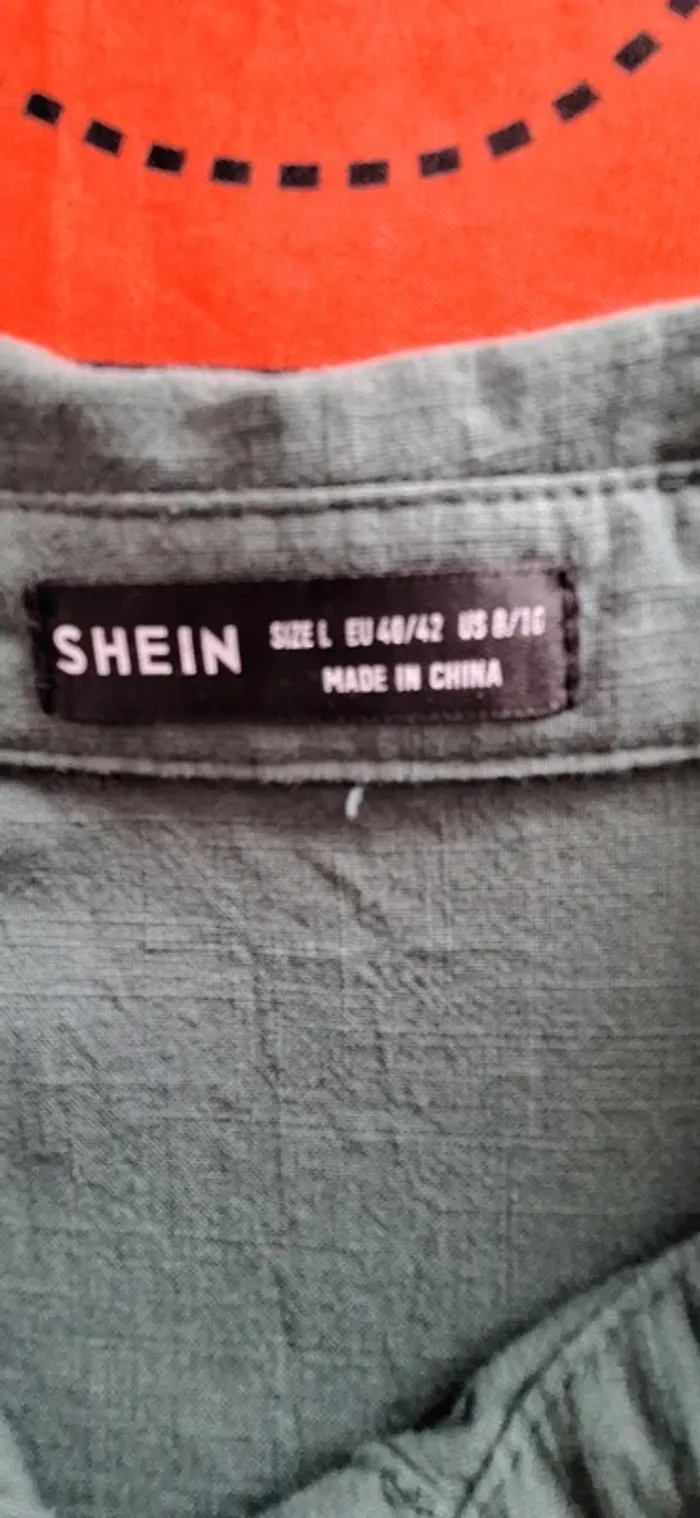 SHEIN
SIZE L EU 40/42 US 8/10
MADE IN CHINA